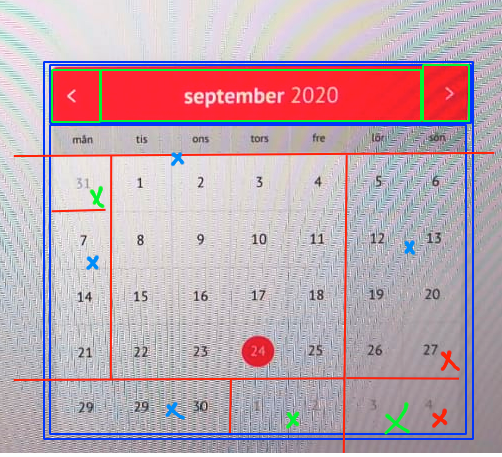 < september 2020 >
mån tis ons tors fre lör sön
31 1 2 3 4 5 6
7 8 9 10 11 12 13
14 15 16 17 18 19 20
21 22 23 24 25 26 27
29 29 30 1 2 3 4